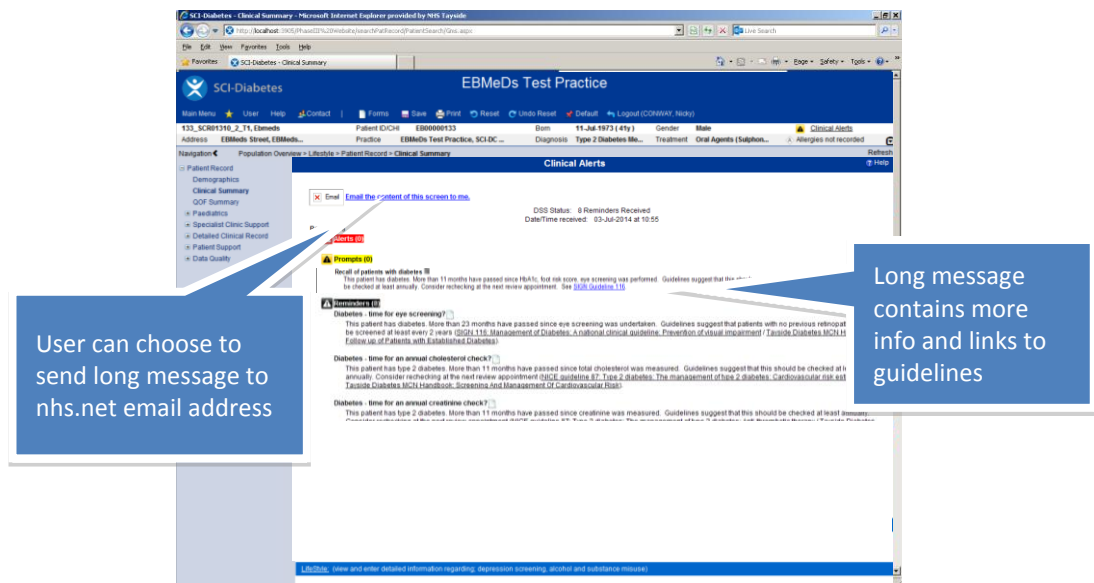 SCI-Diabetes - Clinical Summary - Microsoft Internet Explorer provided by NHS Tayside
http://localhost:3905/PhaseII%2BWebsite/searchPatRecord/PatientSearch/Gnss.aspx
Live Search
File Edit View Favorites Tools Help
Favorites SCI-Diabetes - Clinical Summary
Page Safety Tools
SCI-Diabetes
EBMeDs Test Practice
Main Menu User Help Contact | Forms Save Print Reset Undo Reset Default Logout (CONWAY, Nicky)
133_SCR01310_2_T1, Ebmeds Patient ID/CHI EB00000133 Born 11-Jul-1973 ( 41y ) Gender Male Clinical Alerts
Address EBMeds Street, EBMeds... Practice EBMeDs Test Practice, SCI-DC ... Diagnosis Type 2 Diabetes Me... Treatment Oral Agents (Sulphon... Allergies not recorded
Navigation Population Overview > Lifestyle > Patient Record > Clinical Summary Refresh
Clinical Alerts Help
Patient Record
Demographics
Clinical Summary
QOF Summary
Paediatrics
Specialist Clinic Support
Detailed Clinical Record
Patient Support
Data Quality
Email Email the content of this screen to me.
DSS Status: 8 Reminders Received
Date/Time received: 03-Jul-2014 at 10:55
Alerts (0)
Prompts (0)
Recall of patients with diabetes
This patient has diabetes. More than 11 months have passed since HbA1c, foot risk score, eye screening was performed. Guidelines suggest that this
be checked at least annually. Consider rechecking at the next review appointment. See SIGN Guideline 116.
Reminders (8)
Diabetes - time for eye screening?
This patient has diabetes. More than 23 months have passed since eye screening was undertaken. Guidelines suggest that patients with no previous retinopat
be screened at least every 2 years (SIGN 116: Management of Diabetes: A national clinical guideline. Prevention of visual impairment / Tayside Diabetes MCN H
Follow up of Patients with Established Diabetes).
Diabetes - time for an annual cholesterol check?
This patient has type 2 diabetes. More than 11 months have passed since total cholesterol was measured. Guidelines suggest that this should be checked at
annually. Consider rechecking at the next review appointment (NICE guideline 87: Type 2 diabetes: The management of type 2 diabetes: Cardiovascular risk est
Tayside Diabetes MCN Handbook: Screening And Management Of Cardiovascular Risk).
Diabetes - time for an annual creatinine check?
This patient has type 2 diabetes. More than 11 months have passed since creatinine was measured. Guidelines suggest that this should be checked at least annually.
User can choose to
send long message to
nhs.net email address
Long message
contains more
info and links to
guidelines
LifeStyle: (view and enter detailed information regarding: depression screening, alcohol and substance misuse)